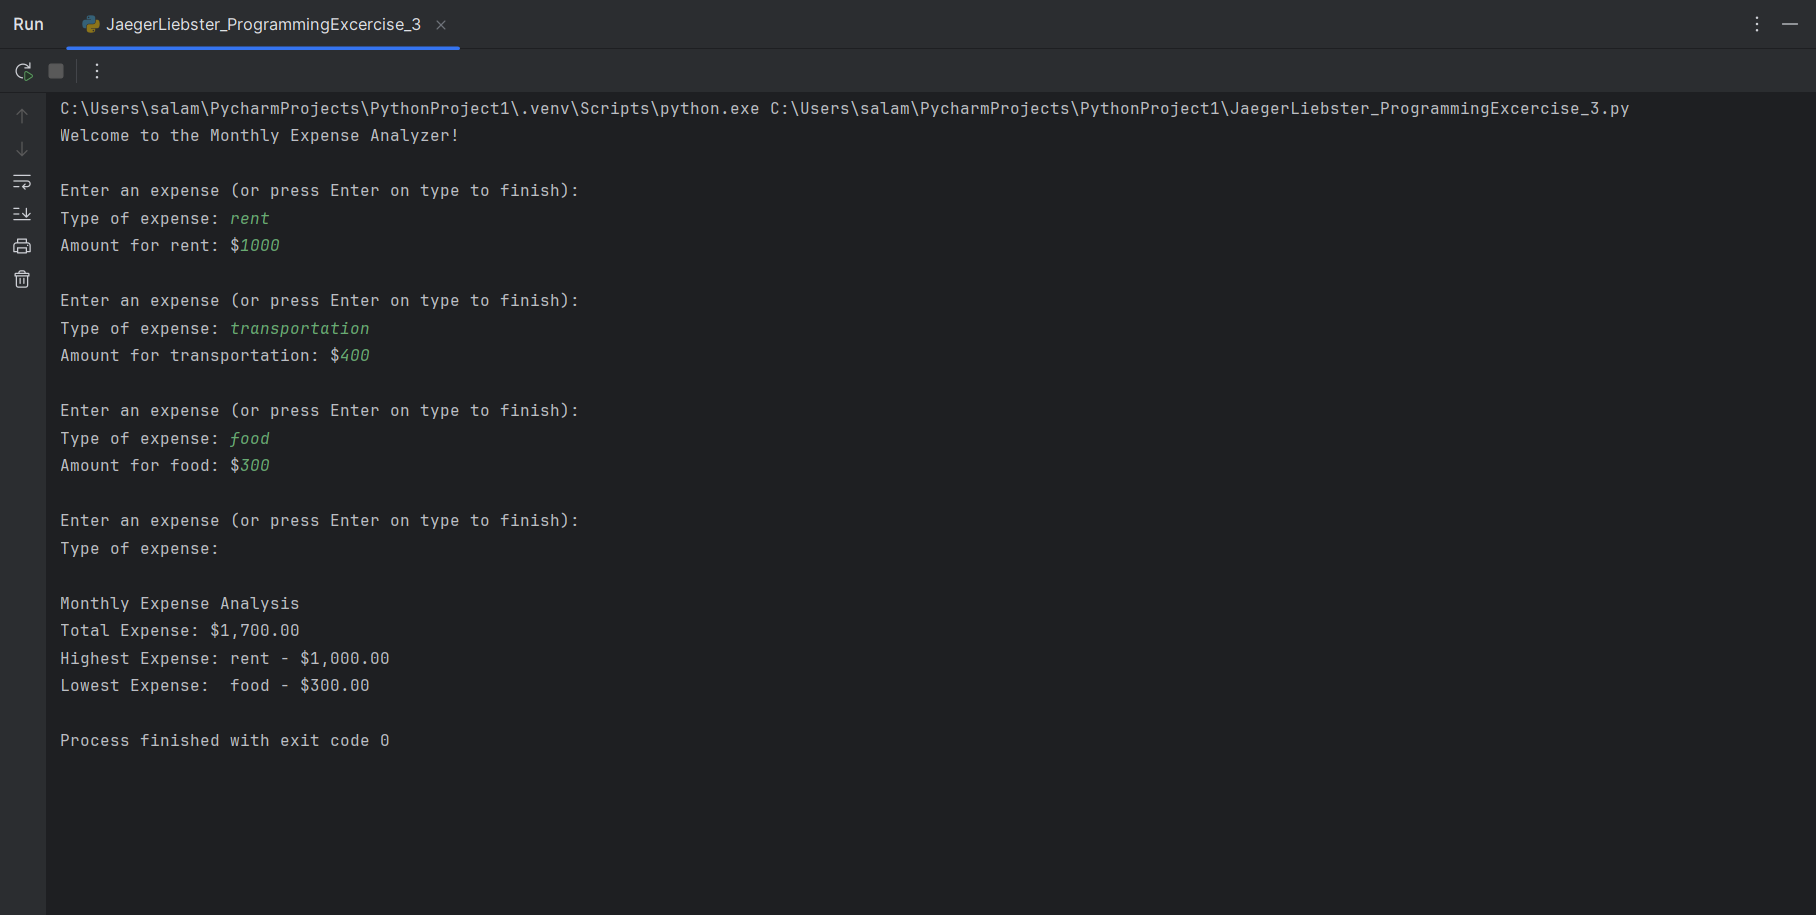 Run JaegerLiebster_ProgrammingExcercise_3
C:\Users\salam\PycharmProjects\PythonProject1\.venv\Scripts\python.exe C:\Users\salam\PycharmProjects\PythonProject1\JaegerLiebster_ProgrammingExcercise_3.py
Welcome to the Monthly Expense Analyzer!
Enter an expense (or press Enter on type to finish):
Type of expense: rent
Amount for rent: $1000
Enter an expense (or press Enter on type to finish):
Type of expense: transportation
Amount for transportation: $400
Enter an expense (or press Enter on type to finish):
Type of expense: food
Amount for food: $300
Enter an expense (or press Enter on type to finish):
Type of expense:
Monthly Expense Analysis
Total Expense: $1,700.00
Highest Expense: rent - $1,000.00
Lowest Expense:  food - $300.00
Process finished with exit code 0